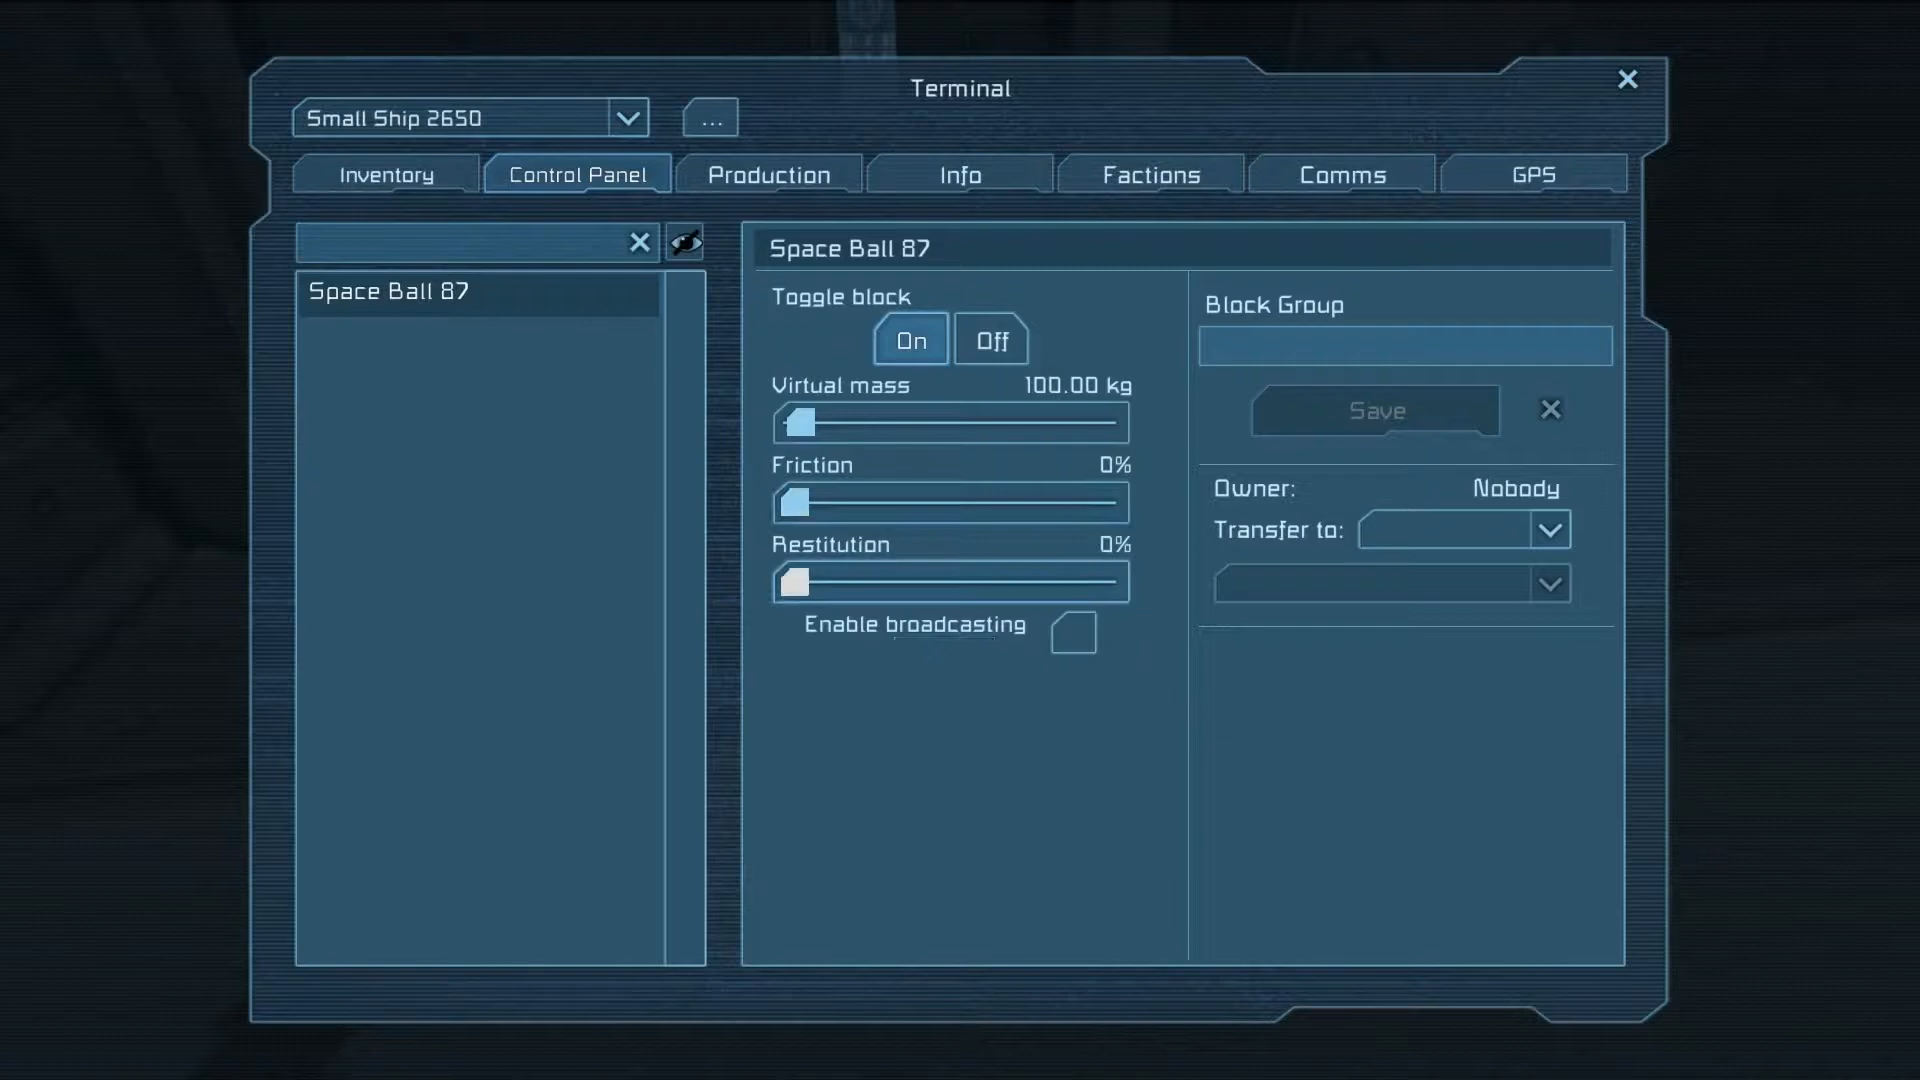 Terminal
Small Ship 2650
...
Inventory
Control Panel
Production
Info
Factions
Comms
GPS
Space Ball 87
Space Ball 87
Toggle block
On
Off
Virtual mass 100.00 kg
Friction 0%
Restitution 0%
Enable broadcasting
Block Group
Save
Owner: Nobody
Transfer to: